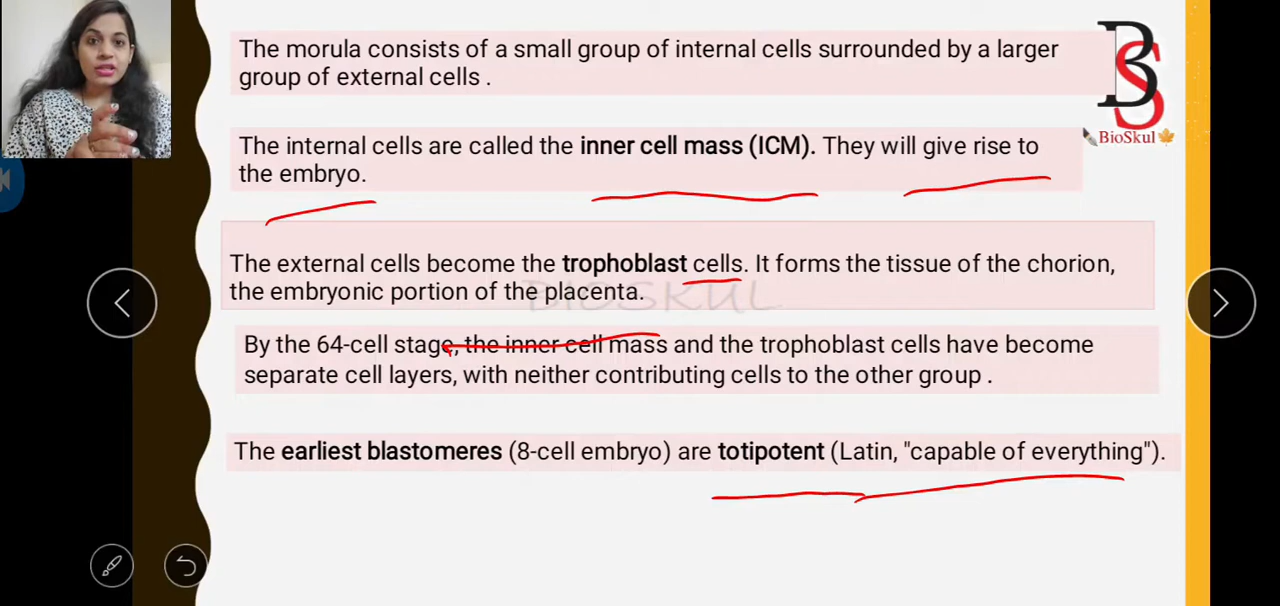 The morula consists of a small group of internal cells surrounded by a larger
group of external cells .
BS
BioSkul
The internal cells are called the inner cell mass (ICM). They will give rise to
the embryo.
The external cells become the trophoblast cells. It forms the tissue of the chorion,
the embryonic portion of the placenta.
BIOSKUL
By the 64-cell stage, the inner cell mass and the trophoblast cells have become
separate cell layers, with neither contributing cells to the other group .
The earliest blastomeres (8-cell embryo) are totipotent (Latin, "capable of everything").